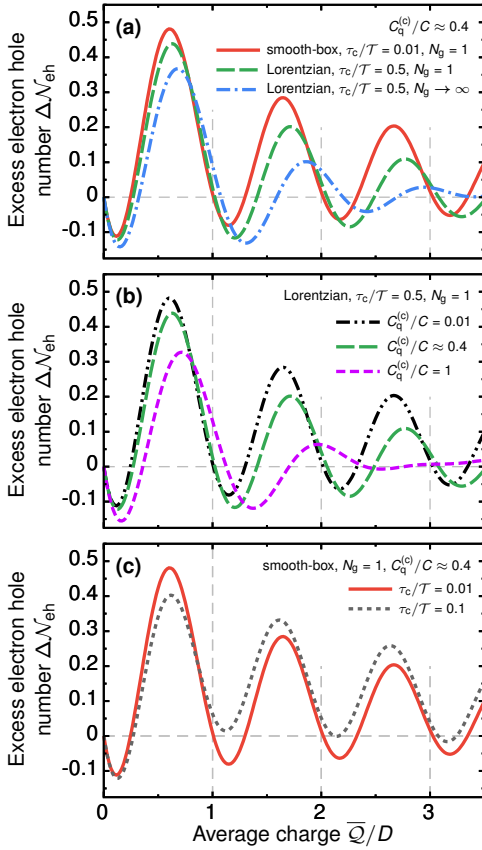 (a)
C_q^(c)/C ≈ 0.4
smooth-box, τ_c/𝒯 = 0.01, N_g = 1
Lorentzian, τ_c/𝒯 = 0.5, N_g = 1
Lorentzian, τ_c/𝒯 = 0.5, N_g → ∞
Excess electron hole
number Δ𝒩_eh
0.5
0.4
0.3
0.2
0.1
0
-0.1
(b)
Lorentzian, τ_c/𝒯 = 0.5, N_g = 1
C_q^(c)/C = 0.01
C_q^(c)/C ≈ 0.4
C_q^(c)/C = 1
Excess electron hole
number Δ𝒩_eh
0.5
0.4
0.3
0.2
0.1
0
-0.1
(c)
smooth-box, N_g = 1, C_q^(c)/C ≈ 0.4
τ_c/𝒯 = 0.01
τ_c/𝒯 = 0.1
Excess electron hole
number Δ𝒩_eh
0.5
0.4
0.3
0.2
0.1
0
-0.1
0 1 2 3
Average charge 𝒬̅/D